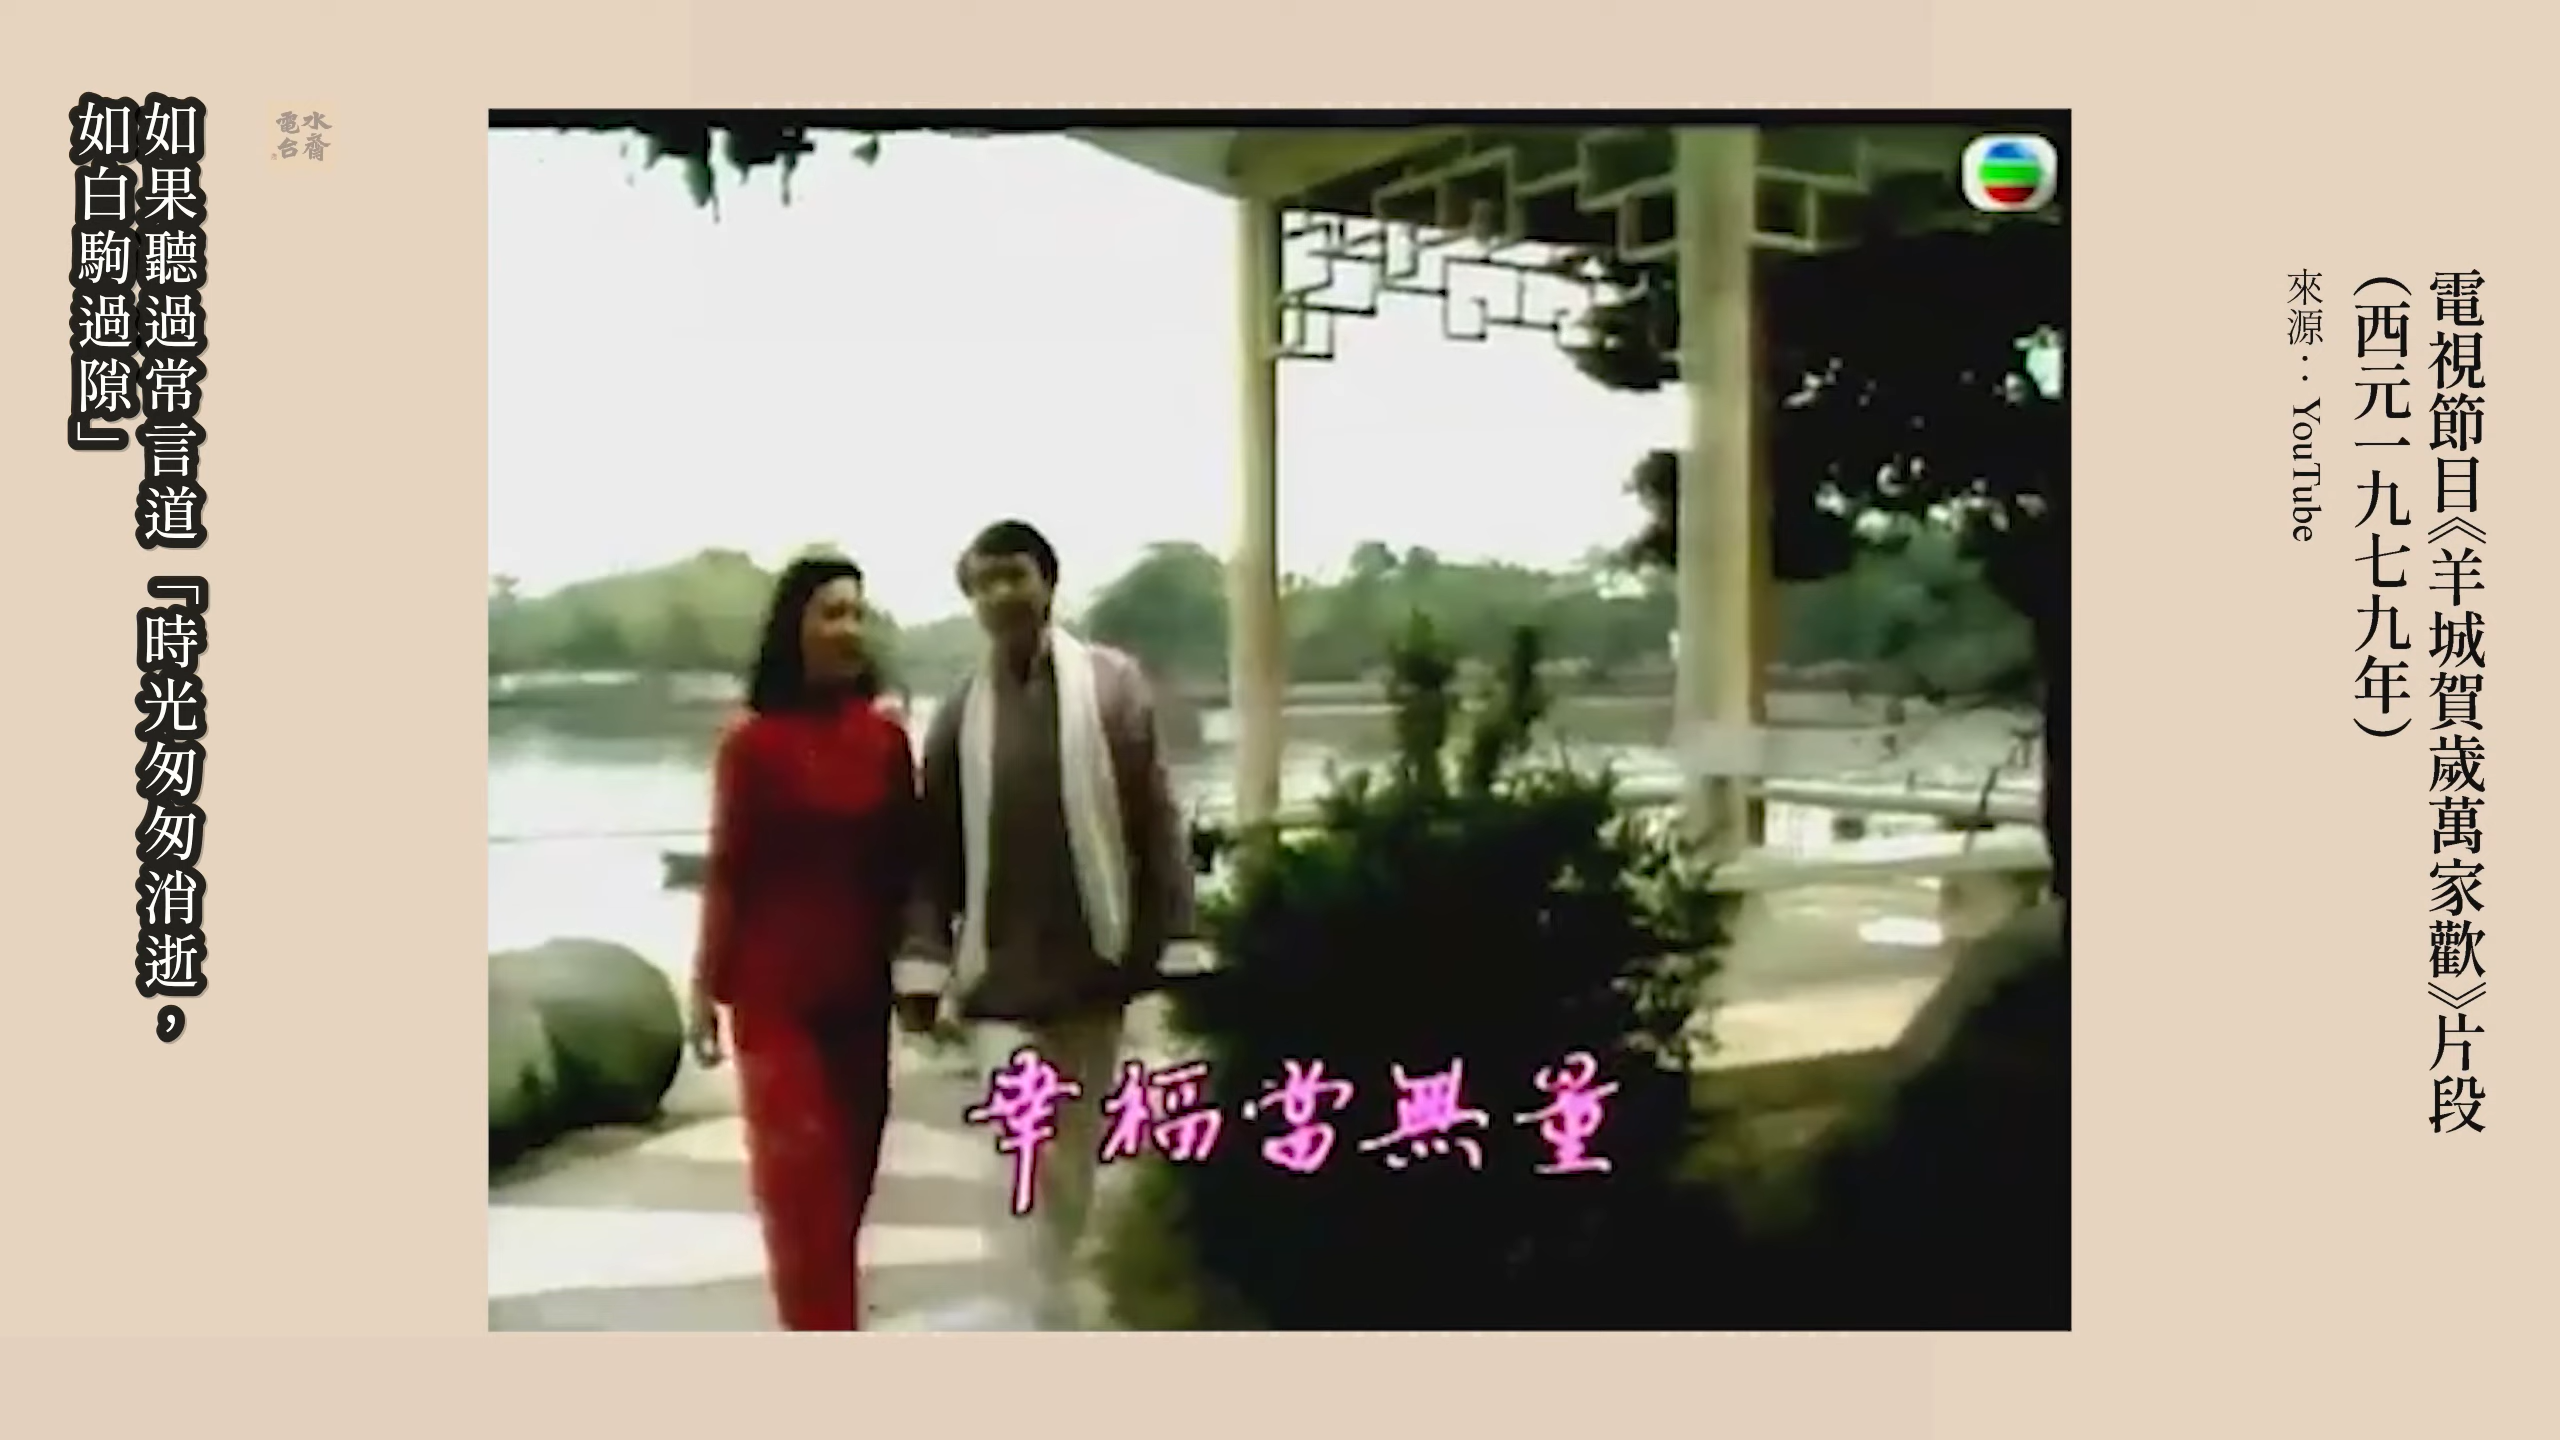 電視節目《羊城賀歲萬家歡》片段
（西元一九七九年）
來源：YouTube
幸福當無量
水齋
電台
如果聽過常言道「時光匆匆消逝，
如白駒過隙」